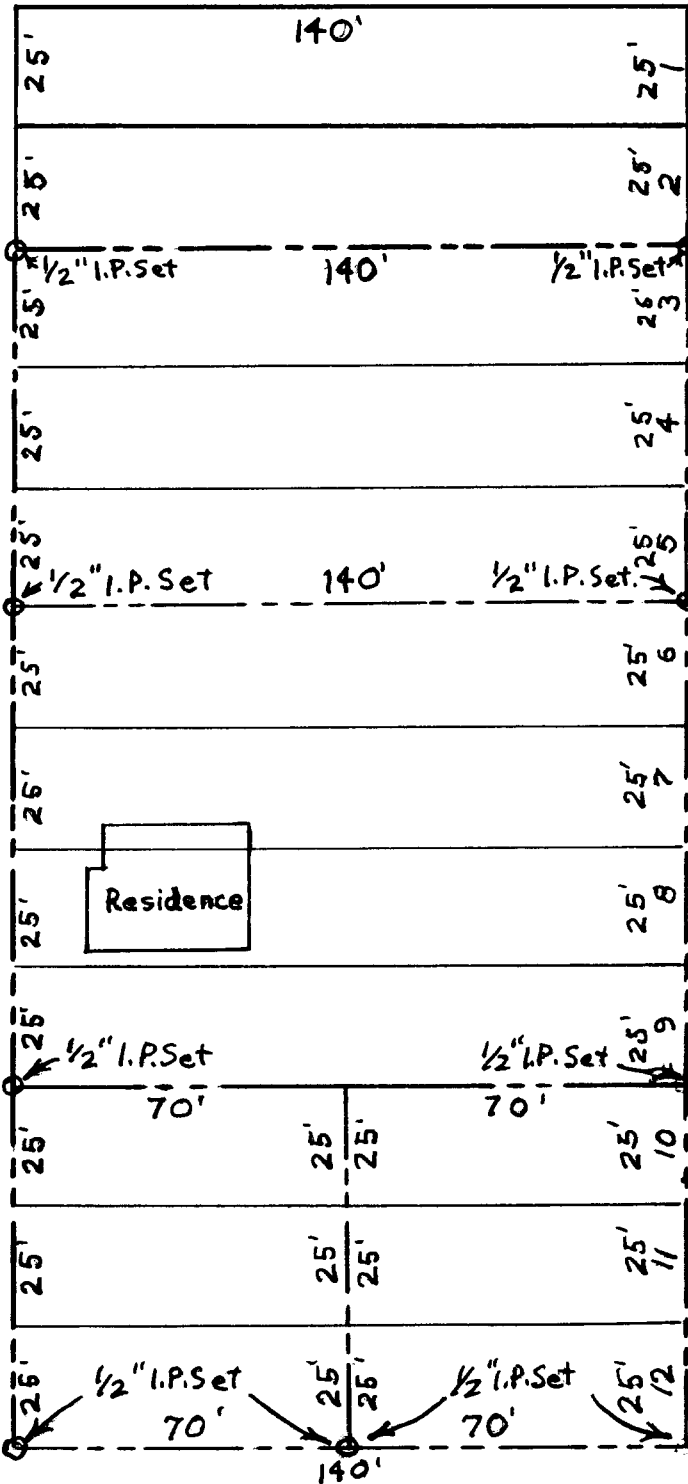 140'
25' 25' 1
25' 25' 2
1/2" I.P. Set 140' 1/2" I.P. Set
25' 25' 3
25' 25' 4
25' 25' 5
1/2" I.P. Set 140' 1/2" I.P. Set.
25' 25' 6
25' 25' 7
Residence
25' 25' 8
25' 25' 9
1/2" I.P. Set 1/2" I.P. Set
70' 70'
25' 25' 25' 25' 10
25' 25' 25' 25' 11
25' 25' 25' 25' 12
1/2" I.P. Set 1/2" I.P. Set
70' 70'
140'